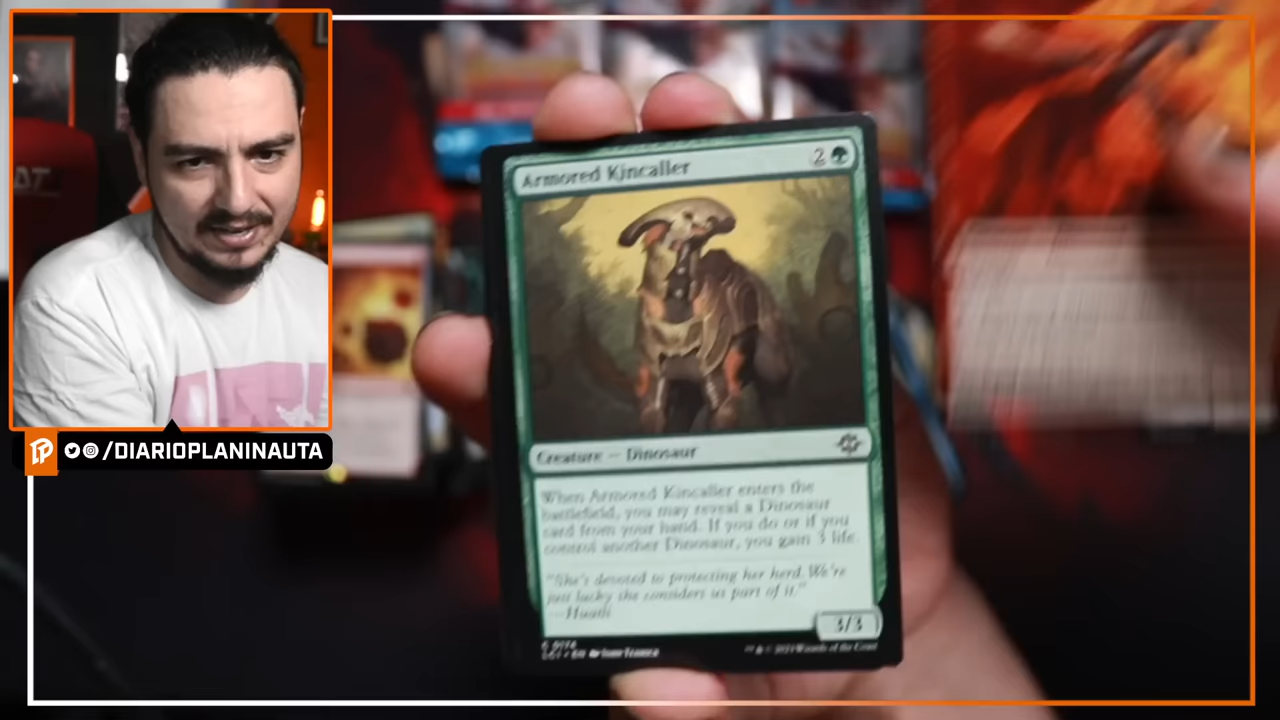 Armored Kincaller
2
Creature — Dinosaur
When Armored Kincaller enters the
battlefield, you may reveal a Dinosaur
card from your hand. If you do or if you
control another Dinosaur, you gain 3 life.
"She's devoted to protecting her herd. We're
just lucky she considers us part of it."
—Huatli
3/3
/DIARIOPLANINAUTA